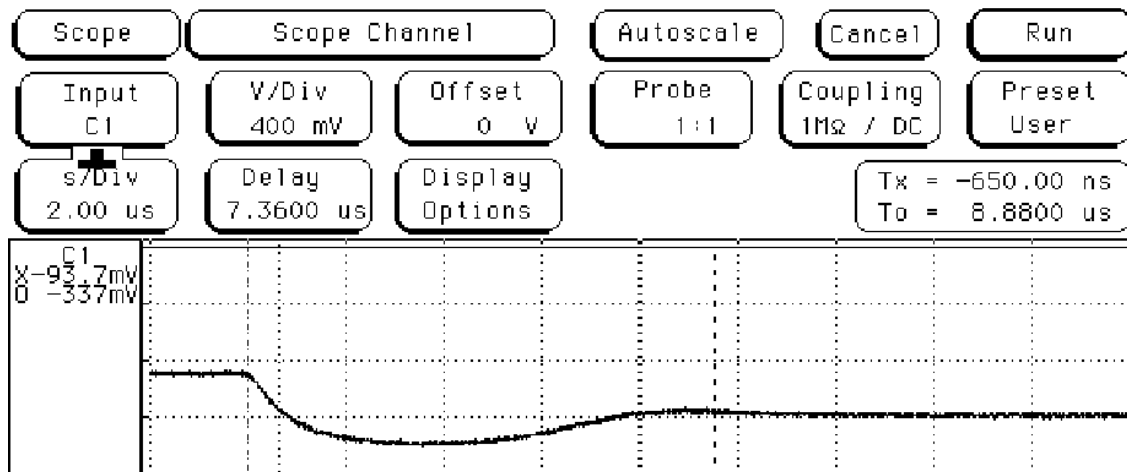 Scope Scope Channel Autoscale Cancel Run
Input V/Div Offset Probe Coupling Preset
C1 400 mV 0 V 1:1 1MΩ / DC User
s/Div Delay Display Tx = -650.00 ns
2.00 us 7.3600 us Options To = 8.8800 us
C1
X-93.7mV
O -337mV